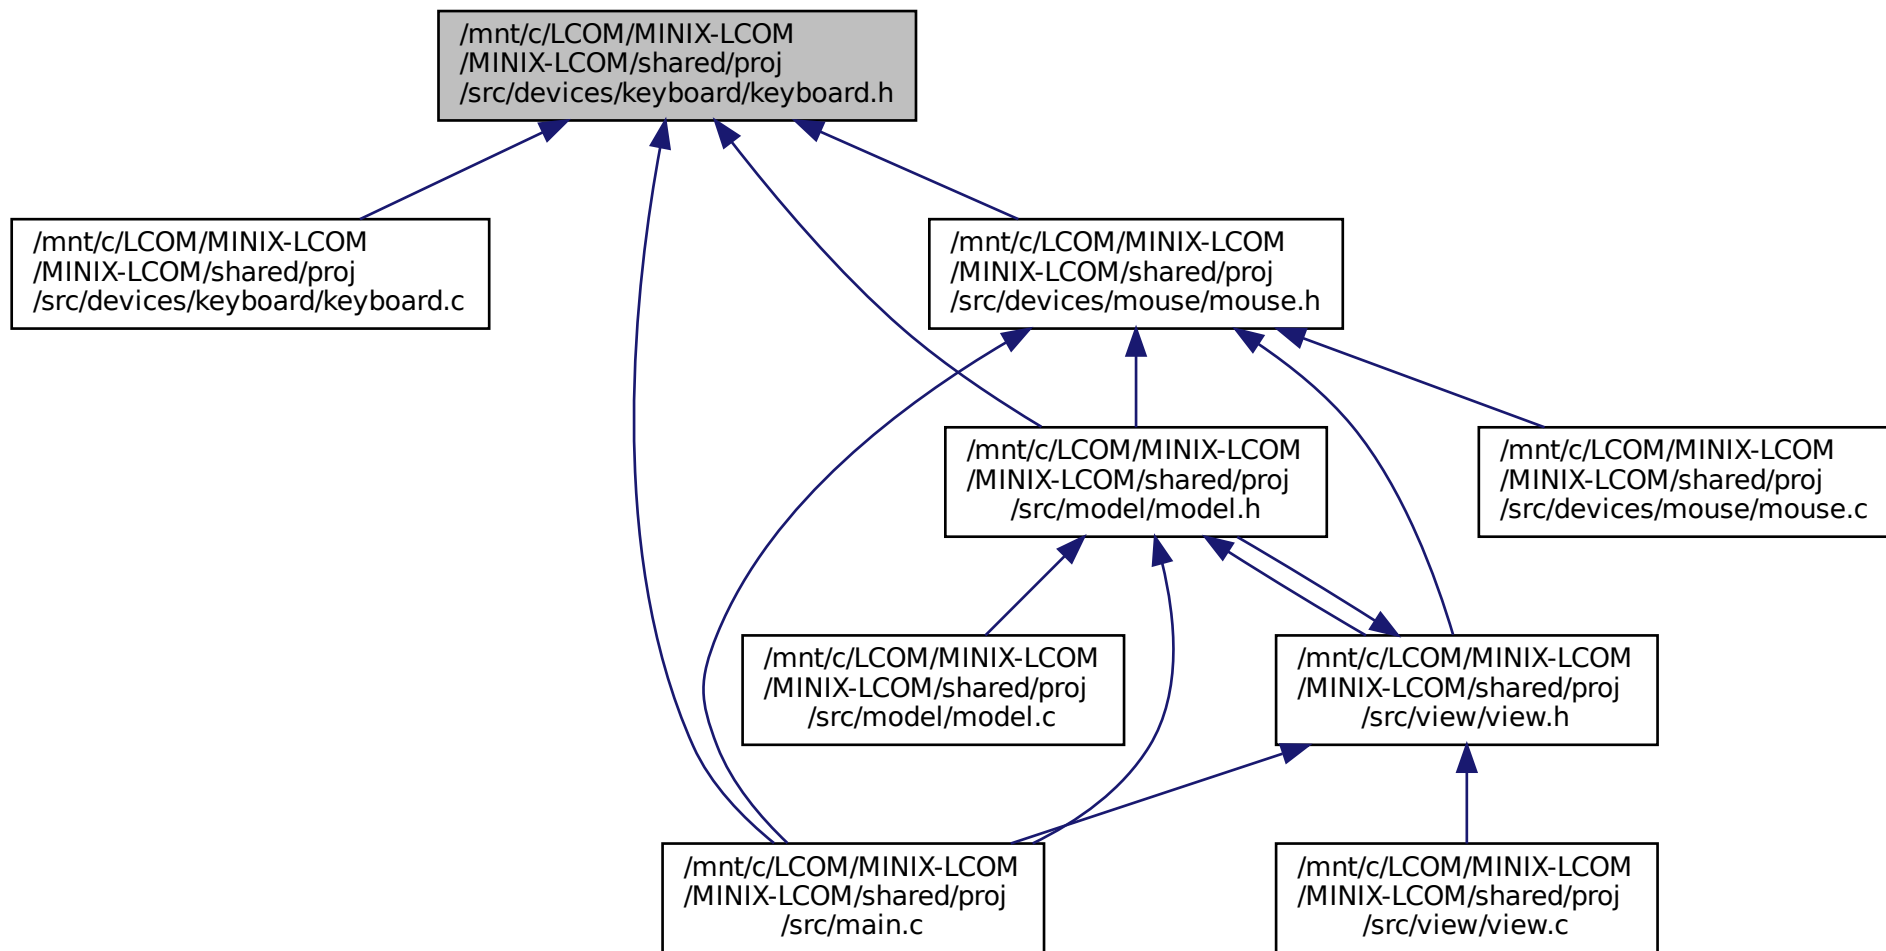 /mnt/c/LCOM/MINIX-LCOM
/MINIX-LCOM/shared/proj
/src/devices/keyboard/keyboard.h
/mnt/c/LCOM/MINIX-LCOM
/MINIX-LCOM/shared/proj
/src/devices/keyboard/keyboard.c
/mnt/c/LCOM/MINIX-LCOM
/MINIX-LCOM/shared/proj
/src/devices/mouse/mouse.h
/mnt/c/LCOM/MINIX-LCOM
/MINIX-LCOM/shared/proj
/src/model/model.h
/mnt/c/LCOM/MINIX-LCOM
/MINIX-LCOM/shared/proj
/src/devices/mouse/mouse.c
/mnt/c/LCOM/MINIX-LCOM
/MINIX-LCOM/shared/proj
/src/model/model.c
/mnt/c/LCOM/MINIX-LCOM
/MINIX-LCOM/shared/proj
/src/view/view.h
/mnt/c/LCOM/MINIX-LCOM
/MINIX-LCOM/shared/proj
/src/main.c
/mnt/c/LCOM/MINIX-LCOM
/MINIX-LCOM/shared/proj
/src/view/view.c